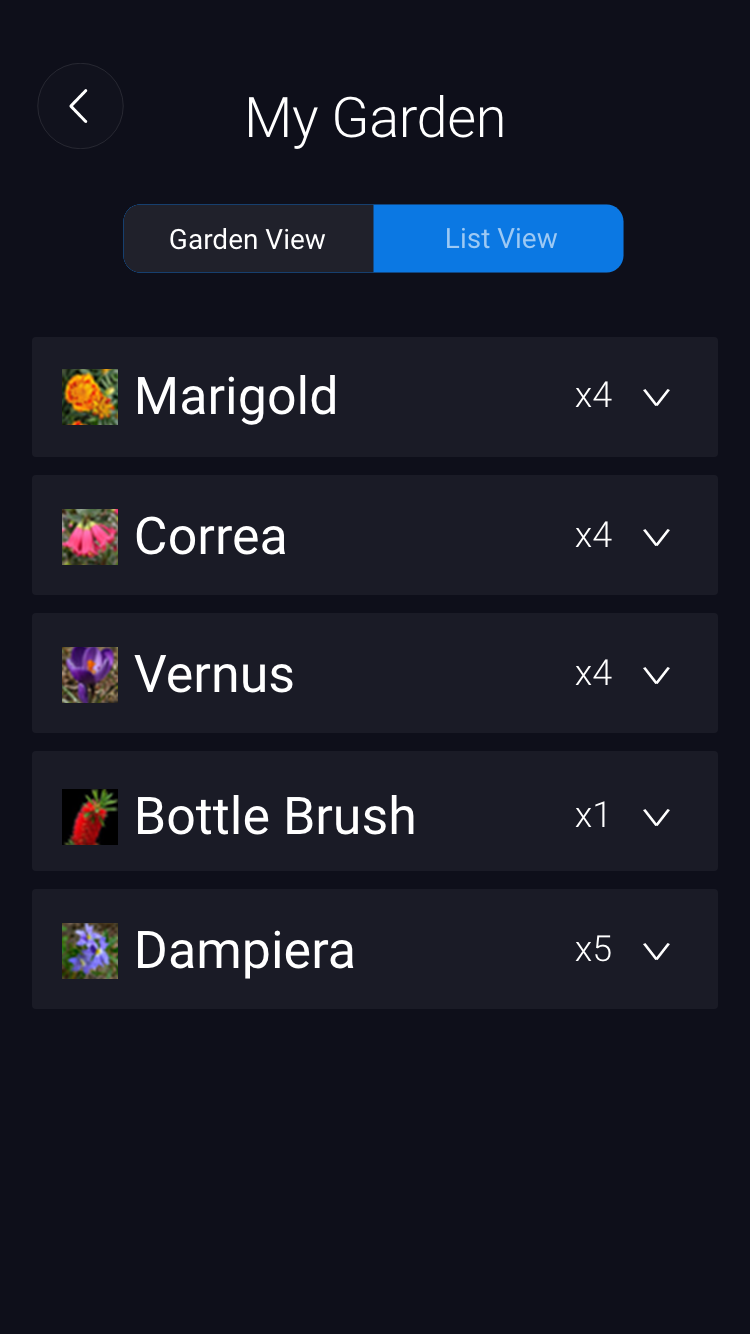 My Garden
Garden View List View
Marigold x4
Correa x4
Vernus x4
Bottle Brush x1
Dampiera x5